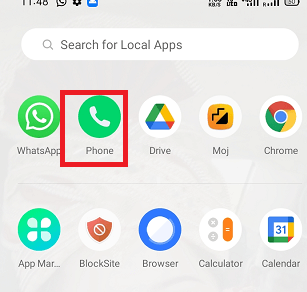 11:48
Search for Local Apps
WhatsApp Phone Drive Moj Chrome
31
App Mar... BlockSite Browser Calculator Calendar